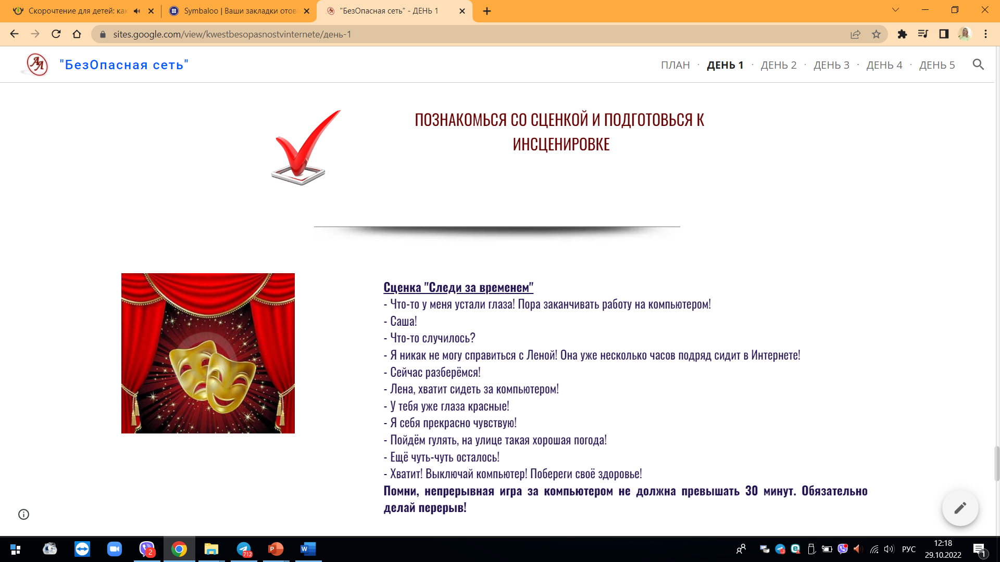 Скорочтение для детей: как
Symbaloo | Ваши закладки отов
"БезОпасная сеть" - ДЕНЬ 1
sites.google.com/view/kwestbesopasnostvinternete/день-1
АЛ
"БезОпасная сеть"
ПЛАН · ДЕНЬ 1 · ДЕНЬ 2 · ДЕНЬ 3 · ДЕНЬ 4 · ДЕНЬ 5
ПОЗНАКОМЬСЯ СО СЦЕНКОЙ И ПОДГОТОВЬСЯ К
ИНСЦЕНИРОВКЕ
Сценка "Следи за временем"
- Что-то у меня устали глаза! Пора заканчивать работу на компьютером!
- Саша!
- Что-то случилось?
- Я никак не могу справиться с Леной! Она уже несколько часов подряд сидит в Интернете!
- Сейчас разберёмся!
- Лена, хватит сидеть за компьютером!
- У тебя уже глаза красные!
- Я себя прекрасно чувствую!
- Пойдём гулять, на улице такая хорошая погода!
- Ещё чуть-чуть осталось!
- Хватит! Выключай компьютер! Побереги своё здоровье!
Помни, непрерывная игра за компьютером не должна превышать 30 минут. Обязательно
делай перерыв!
2
712
P
W
РУС
12:18
29.10.2022
1